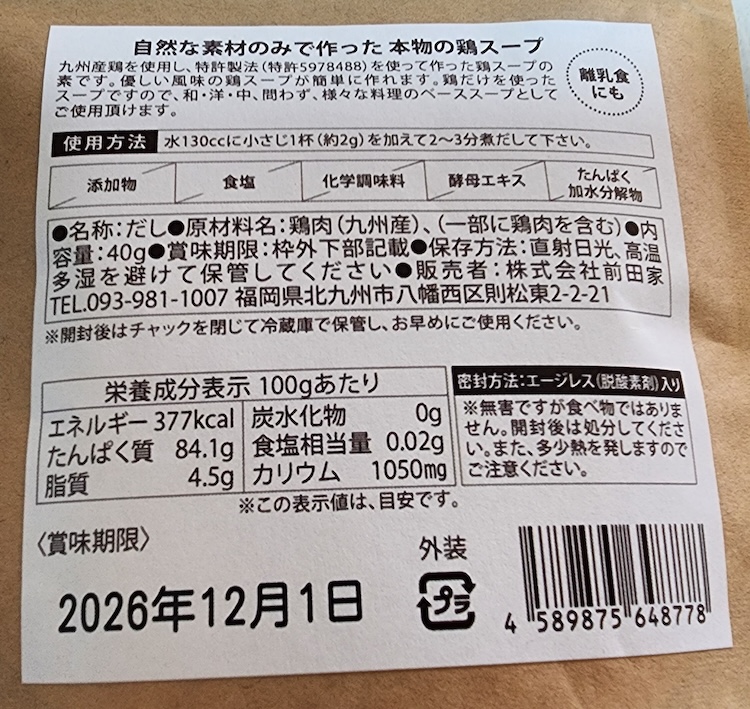 自然な素材のみで作った 本物の鶏スープ
九州産鶏を使用し、特許製法(特許5978488)を使って作った鶏スープの
素です。優しい風味の鶏スープが簡単に作れます。鶏だけを使った
スープですので、和・洋・中、問わず、様々な料理のベーススープとして
ご使用頂けます。
離乳食
にも
使用方法 水130ccに小さじ1杯(約2g)を加えて2〜3分煮だして下さい。
添加物 食塩 化学調味料 酵母エキス たんぱく
加水分解物
●名称:だし●原材料名:鶏肉(九州産)、(一部に鶏肉を含む)●内
容量:40g●賞味期限:枠外下部記載●保存方法:直射日光、高温
多湿を避けて保管してください●販売者:株式会社前田家
TEL.093-981-1007 福岡県北九州市八幡西区則松東2-2-21
※開封後はチャックを閉じて冷蔵庫で保管し、お早めにご使用ください。
栄養成分表示 100gあたり
エネルギー 377kcal 炭水化物 0g
たんぱく質 84.1g 食塩相当量 0.02g
脂質 4.5g カリウム 1050mg
※この表示値は、目安です。
密封方法:エージレス(脱酸素剤)入り
※無害ですが食べ物ではありま
せん。開封後は処分してくださ
い。また、多少熱を発しますので
ご注意ください。
〈賞味期限〉
2026年12月1日
外装
プラ
4 589875 648778